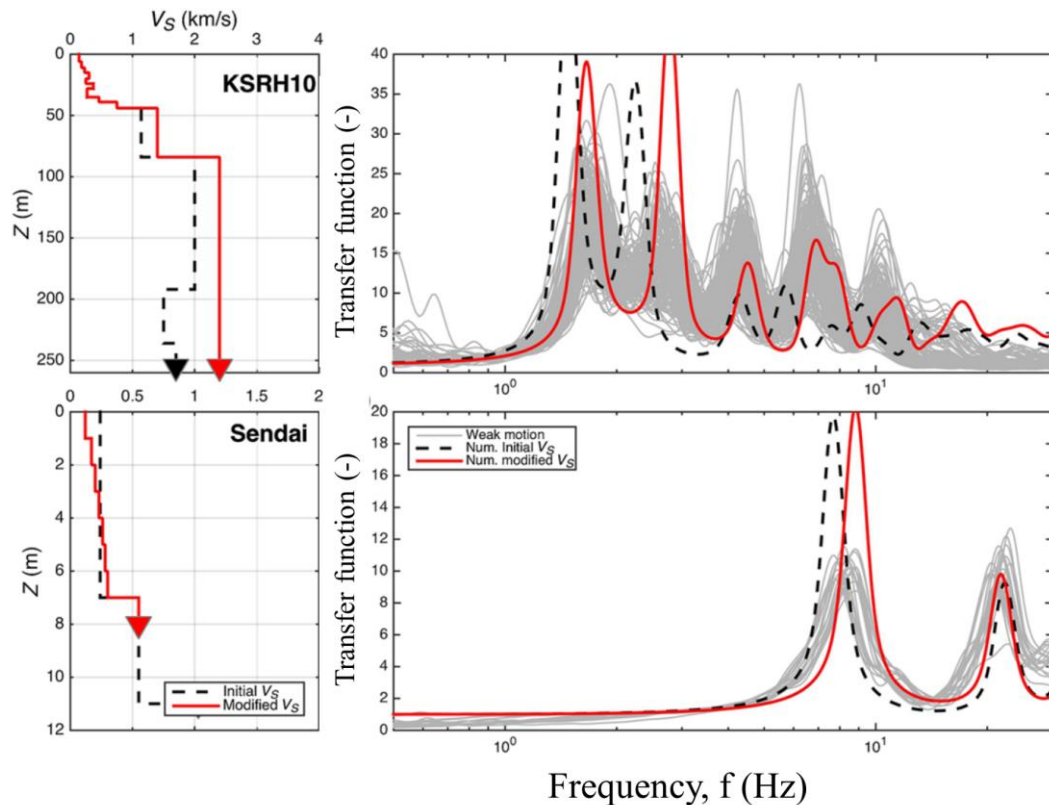 V_S (km/s)
0 1 2 3 4
KSRH10
0
50
100
150
200
250
Z (m)
40
35
30
25
20
15
10
5
0
Transfer function (-)
10^0
10^1
0 0.5 1 1.5 2
Sendai
0
2
4
6
8
10
12
Z (m)
Initial V_S
Modified V_S
20
18
16
14
12
10
8
6
4
2
0
Transfer function (-)
Weak motion
Num. Initial V_S
Num. modified V_S
10^0
10^1
Frequency, f (Hz)